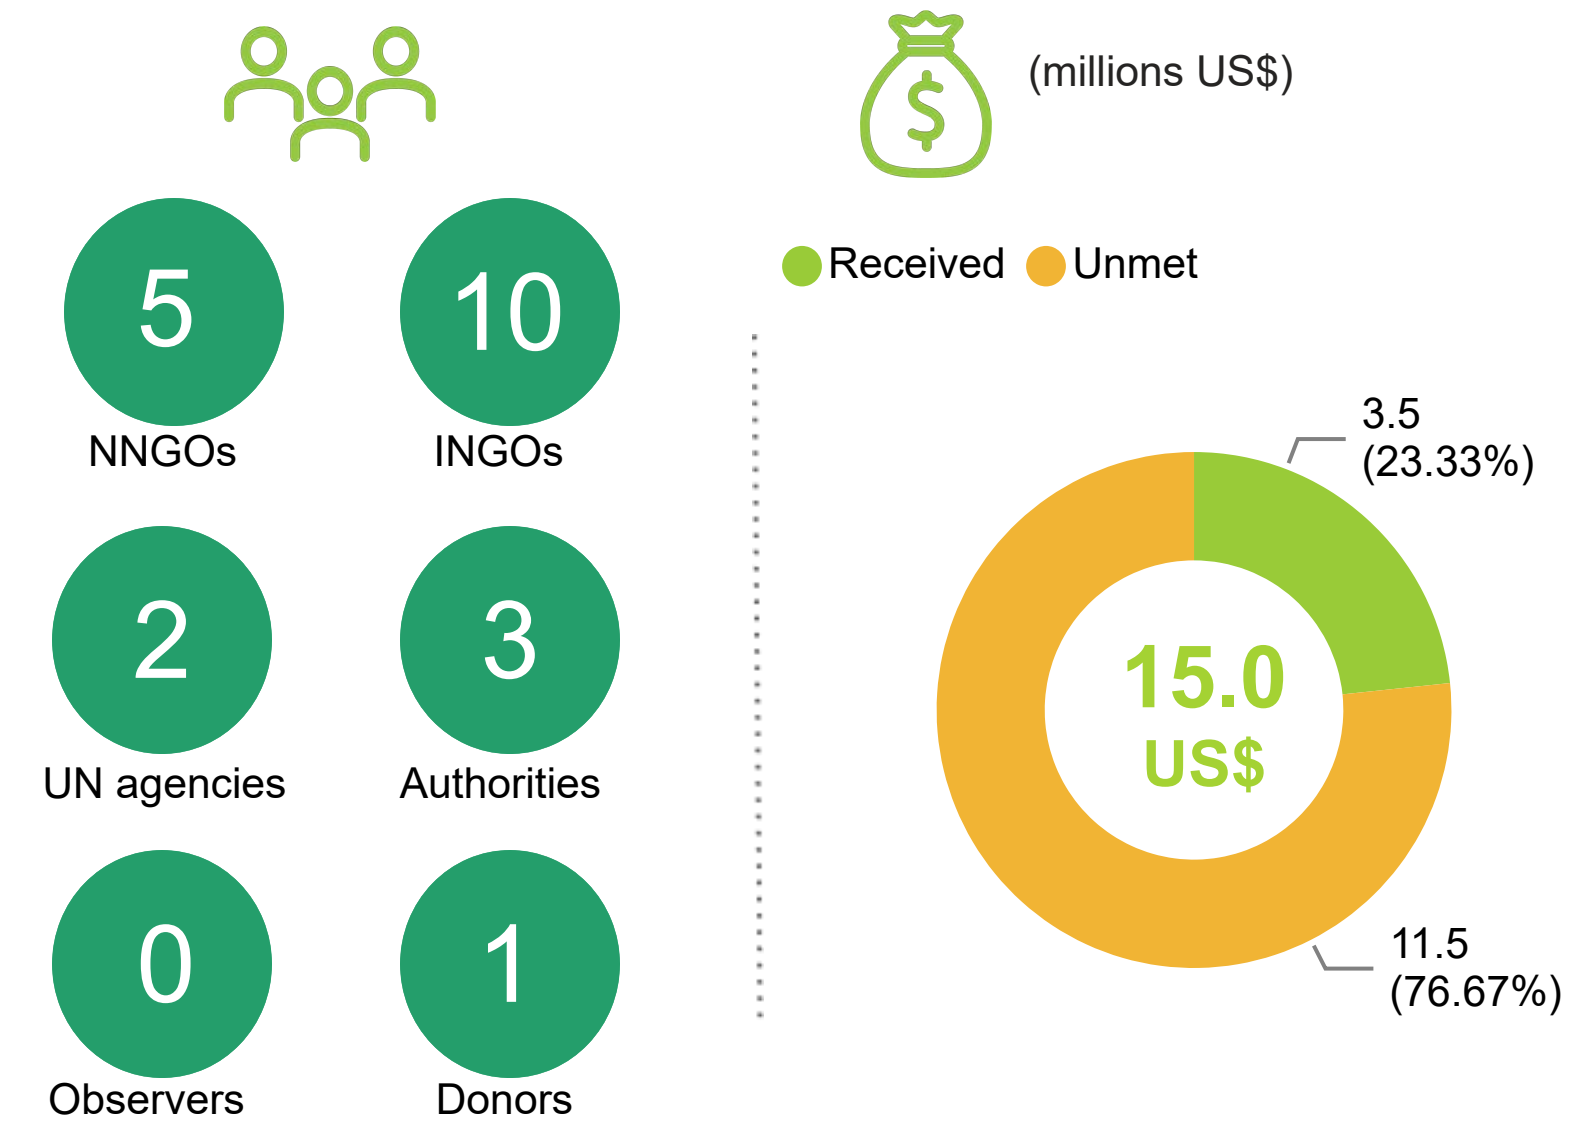 5
10
NNGOs
INGOs
2
3
UN agencies
Authorities
0
1
Observers
Donors
$
(millions US$)
Received
Unmet
3.5
(23.33%)
15.0
US$
11.5
(76.67%)